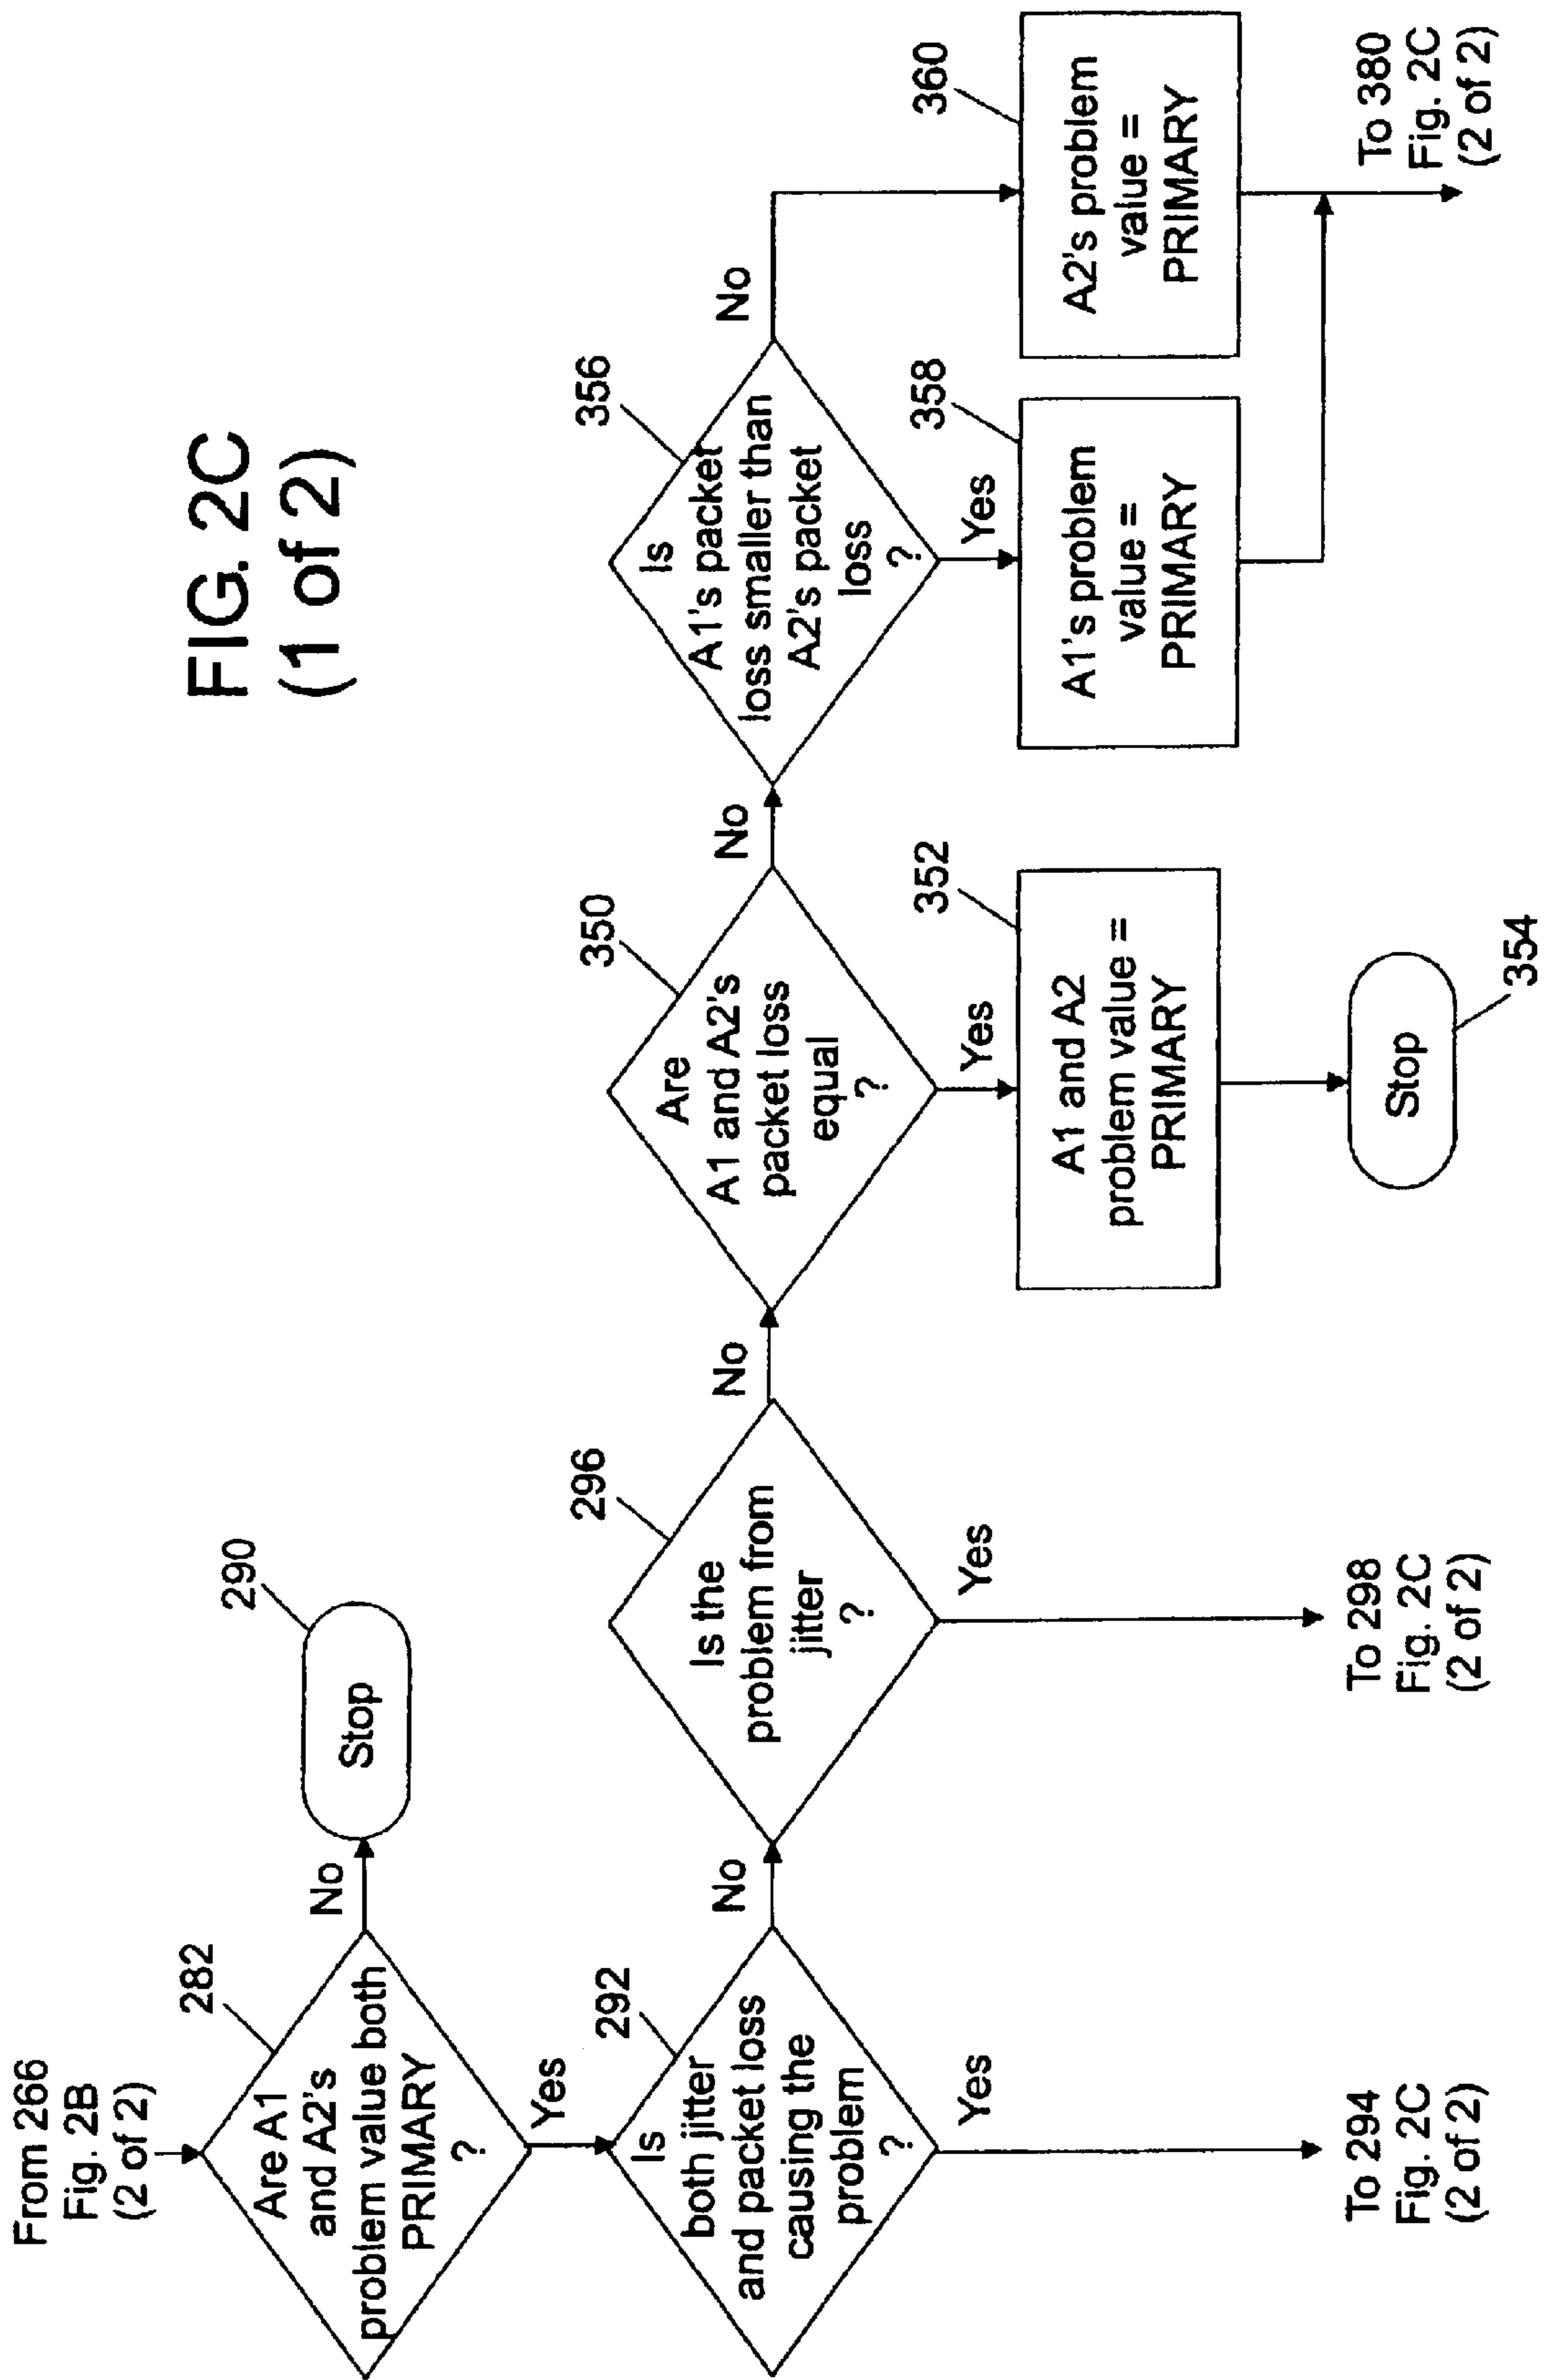 FIG. 2C
(1 of 2)
From 266
Fig. 2B
(2 of 2)
282
Are A1
and A2's
problem value both
PRIMARY
?
No
290
Stop
Yes
292
Is
both jitter
and packet loss
causing the
problem
?
Yes
To 294
Fig. 2C
(2 of 2)
No
296
Is the
problem from
jitter
?
Yes
To 298
Fig. 2C
(2 of 2)
No
350
Are
A1 and A2's
packet loss
equal
?
Yes
352
A1 and A2
problem value =
PRIMARY
Stop
354
No
356
Is
A1's packet
loss smaller than
A2's packet
loss
?
Yes
358
A1's problem
value =
PRIMARY
No
360
A2's problem
value =
PRIMARY
To 380
Fig. 2C
(2 of 2)